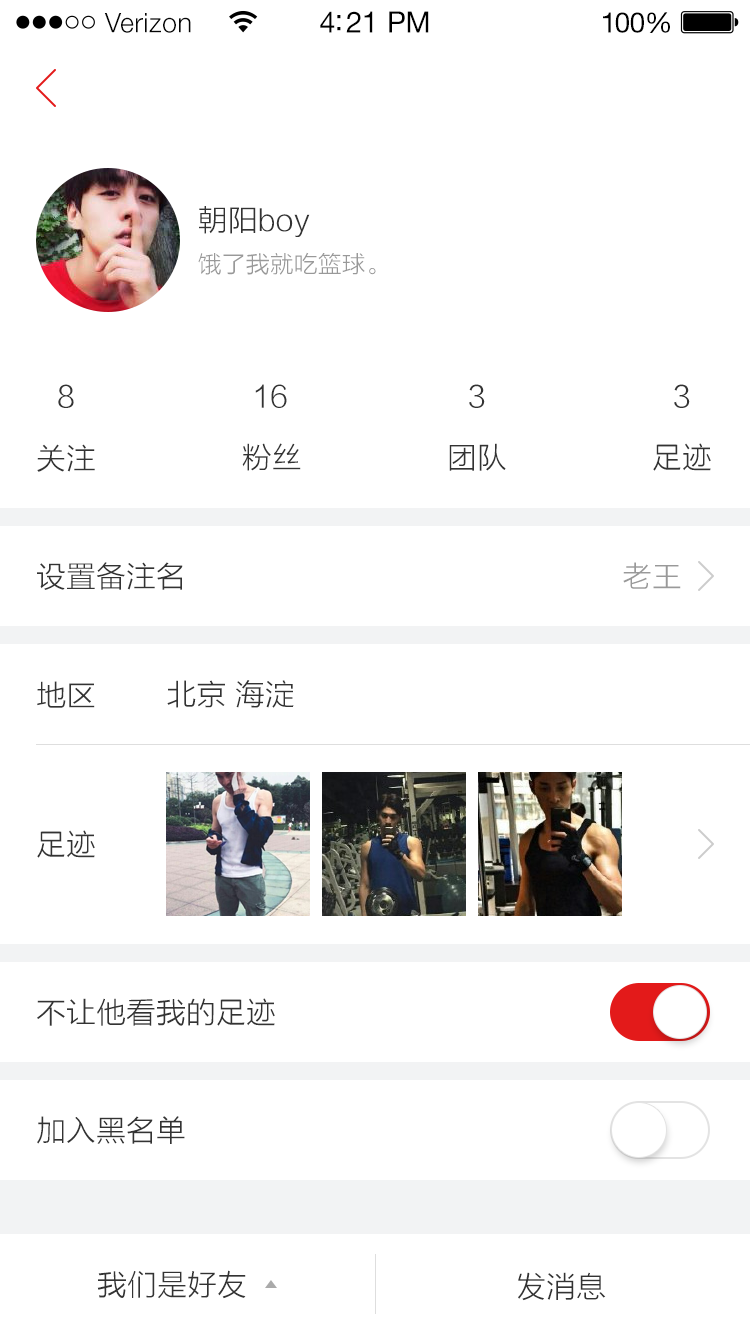 Verizon 4:21 PM 100%
朝阳boy
饿了我就吃篮球。
8 16 3 3
关注 粉丝 团队 足迹
设置备注名 老王
地区 北京 海淀
足迹
不让他看我的足迹
加入黑名单
我们是好友 发消息